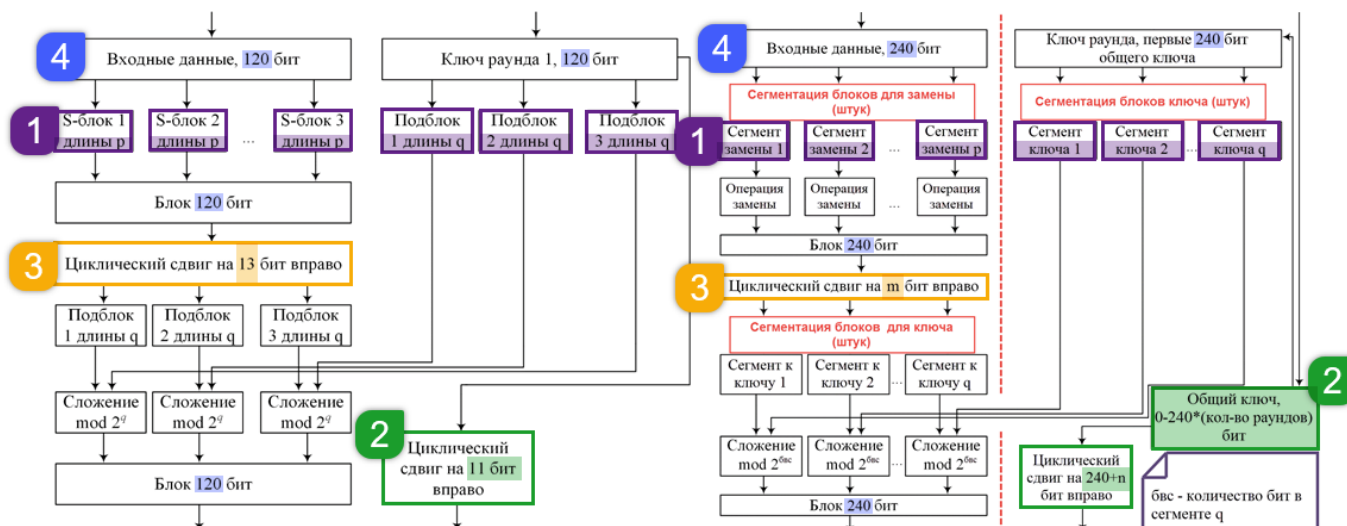 4
Входные данные, 120 бит
Ключ раунда 1, 120 бит
1
S-блок 1
длины p
S-блок 2
длины p
...
S-блок 3
длины p
Подблок
1 длины q
Подблок
2 длины q
Подблок
3 длины q
Блок 120 бит
3
Циклический сдвиг на 13 бит вправо
Подблок
1 длины q
Подблок
2 длины q
Подблок
3 длины q
Сложение
mod 2^q
Сложение
mod 2^q
Сложение
mod 2^q
2
Циклический
сдвиг на 11 бит
вправо
Блок 120 бит
4
Входные данные, 240 бит
Ключ раунда, первые 240 бит
общего ключа
Сегментация блоков для замены
(штук)
Сегментация блоков ключа (штук)
1
Сегмент
замены 1
Сегмент
замены 2
...
Сегмент
замены p
Сегмент
ключа 1
Сегмент
ключа 2
...
Сегмент
ключа q
Операция
замены
Операция
замены
...
Операция
замены
Блок 240 бит
3
Циклический сдвиг на m бит вправо
Сегментация блоков для ключа
(штук)
Сегмент к
ключу 1
Сегмент к
ключу 2
...
Сегмент к
ключу q
2
Общий ключ,
0-240*(кол-во раундов)
бит
Сложение
mod 2^бвс
Сложение
mod 2^бвс
...
Сложение
mod 2^бвс
Циклический
сдвиг на 240+n
бит вправо
бвс - количество бит в
сегменте q
Блок 240 бит